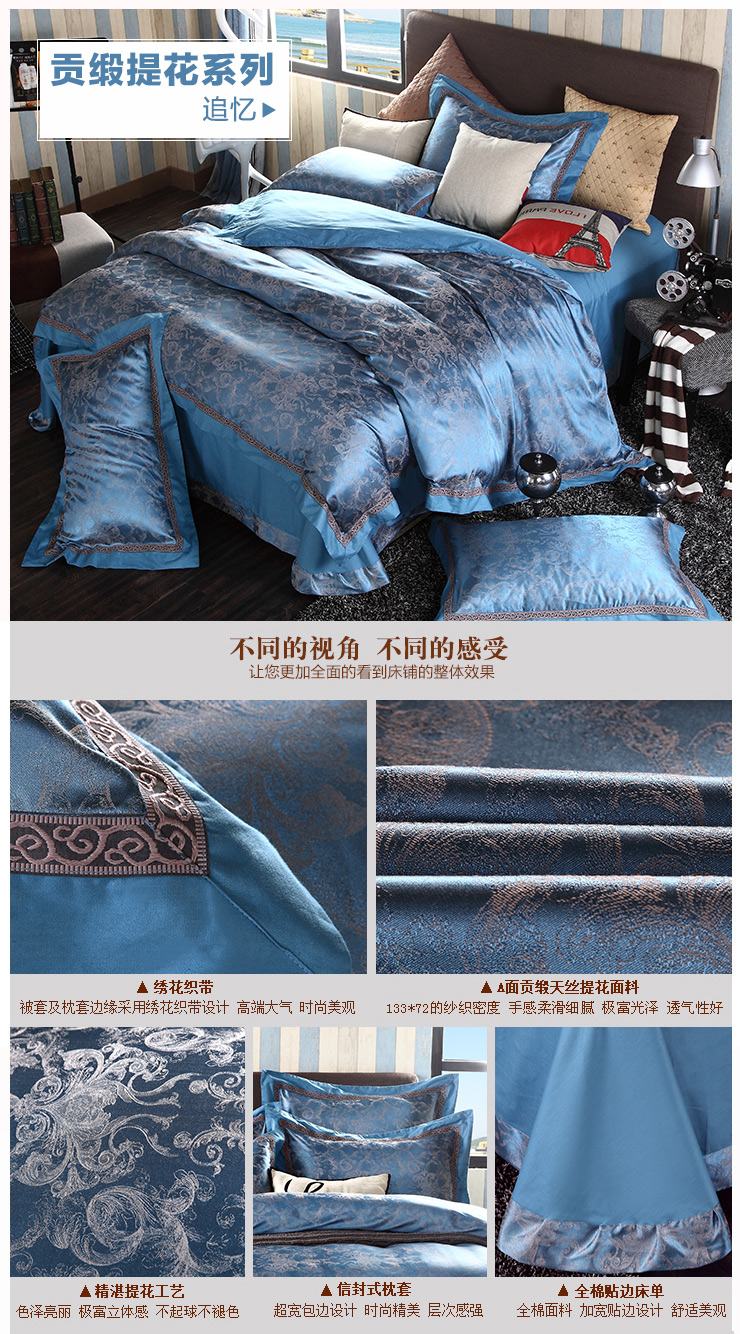 贡缎提花系列
追忆▶
I LOVE PARIS
不同的视角 不同的感受
让您更加全面的看到床铺的整体效果
▲ 绣花织带
被套及枕套边缘采用绣花织带设计 高端大气 时尚美观
▲ A面贡缎天丝提花面料
133*72的纱织密度 手感柔滑细腻 极富光泽 透气性好
▲精湛提花工艺
色泽亮丽 极富立体感 不起球不褪色
▲信封式枕套
超宽包边设计 时尚精美 层次感强
▲ 全棉贴边床单
全棉面料 加宽贴边设计 舒适美观